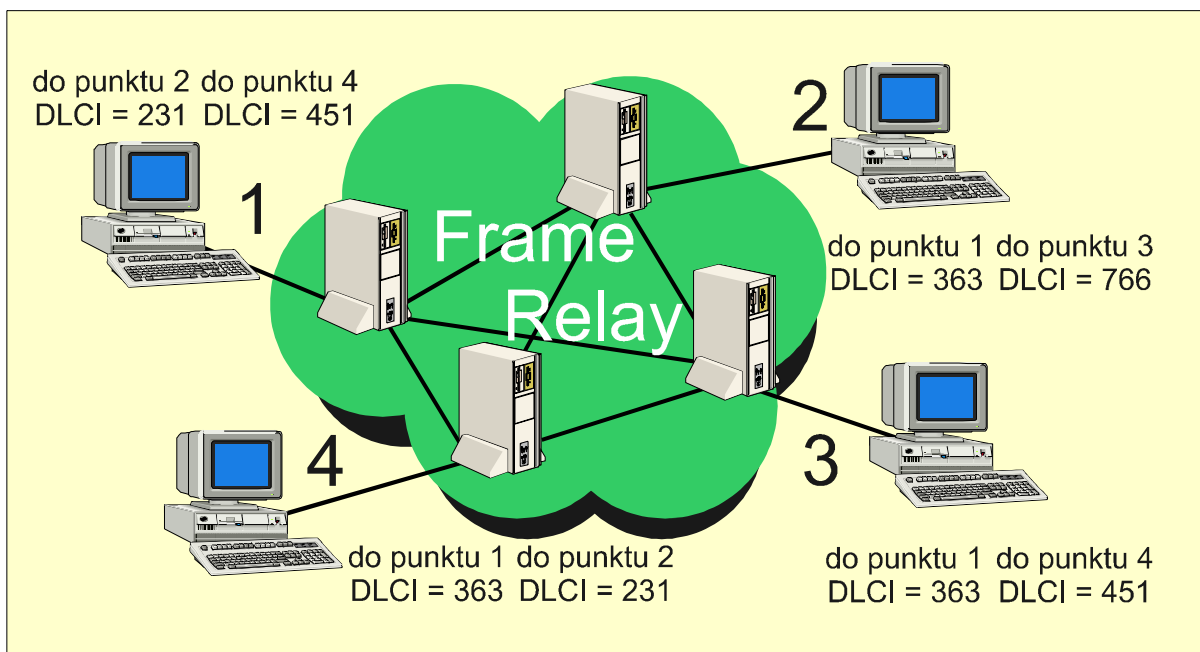 do punktu 2 do punktu 4
DLCI = 231 DLCI = 451
1
2
Frame
Relay
do punktu 1 do punktu 3
DLCI = 363 DLCI = 766
4
3
do punktu 1 do punktu 2
DLCI = 363 DLCI = 231
do punktu 1 do punktu 4
DLCI = 363 DLCI = 451